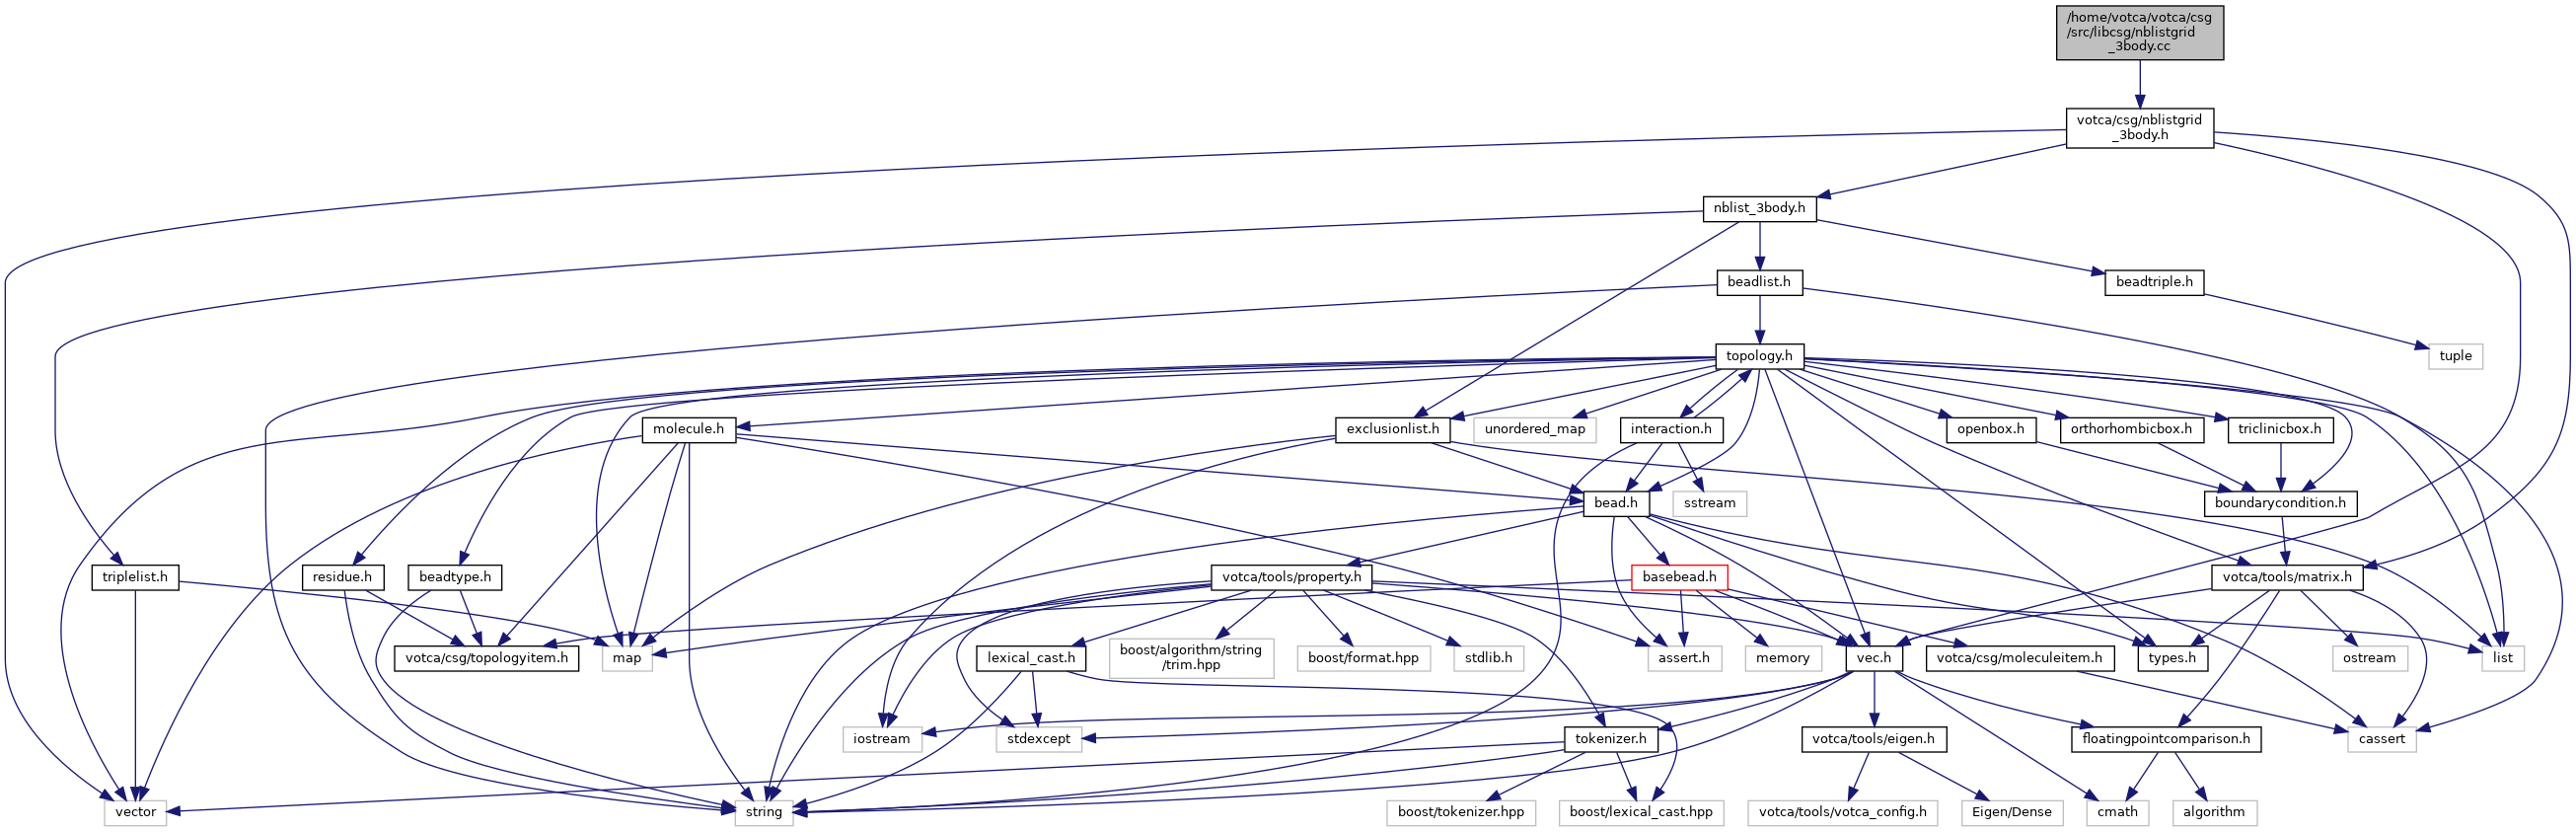 /home/votca/votca/csg
/src/libcsg/nblistgrid
_3body.cc
votca/csg/nblistgrid
_3body.h
nblist_3body.h
beadlist.h
beadtriple.h
topology.h
tuple
molecule.h
exclusionlist.h
unordered_map
interaction.h
openbox.h
orthorhombicbox.h
triclinicbox.h
bead.h
sstream
boundarycondition.h
triplelist.h
residue.h
beadtype.h
votca/tools/property.h
basebead.h
votca/tools/matrix.h
votca/csg/topologyitem.h
map
lexical_cast.h
boost/algorithm/string
/trim.hpp
boost/format.hpp
stdlib.h
assert.h
memory
vec.h
votca/csg/moleculeitem.h
types.h
ostream
list
iostream
stdexcept
tokenizer.h
votca/tools/eigen.h
floatingpointcomparison.h
cassert
vector
string
boost/tokenizer.hpp
boost/lexical_cast.hpp
votca/tools/votca_config.h
Eigen/Dense
cmath
algorithm